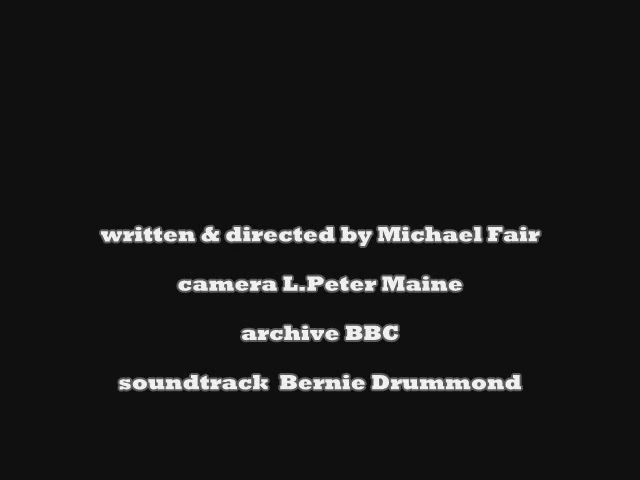 written & directed by Michael Fair
camera L.Peter Maine
archive BBC
soundtrack Bernie Drummond